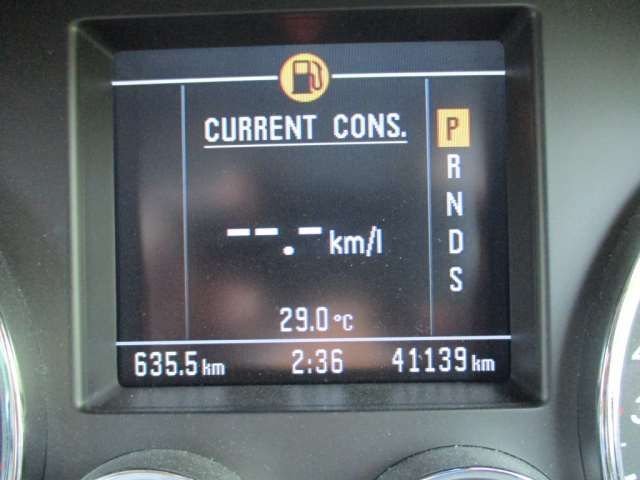 CURRENT CONS.
P
R
N
D
S
--.- km/l
29.0 °C
635.5 km 2:36 41139 km